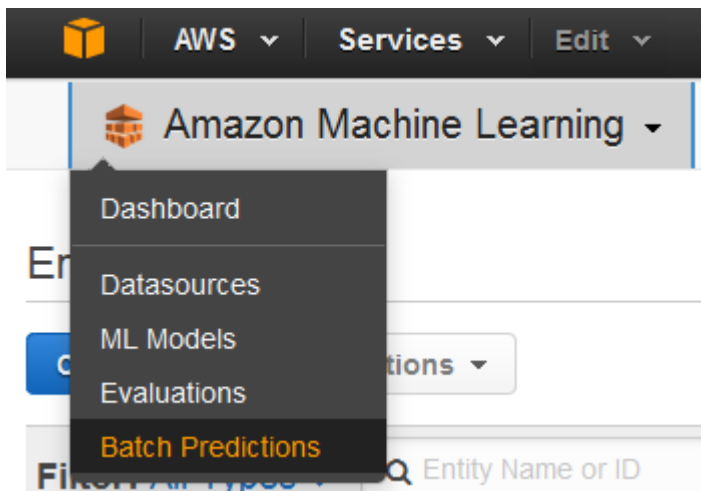 AWS Services Edit
Amazon Machine Learning
Dashboard
Datasources
ML Models
Evaluations
Batch Predictions
Entity Name or ID